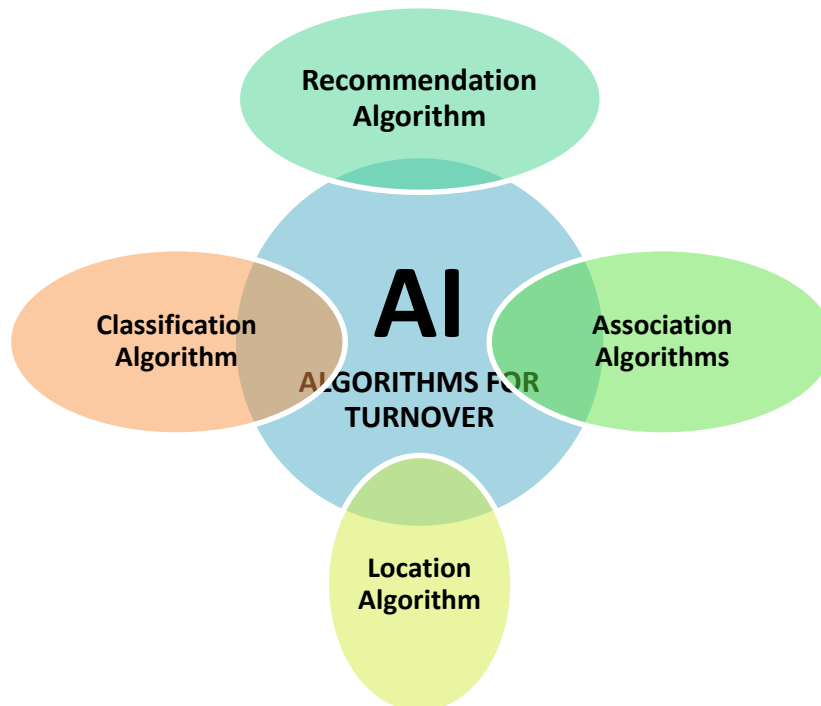 Recommendation
Algorithm
Classification
Algorithm
AI
ALGORITHMS FOR
TURNOVER
Association
Algorithms
Location
Algorithm